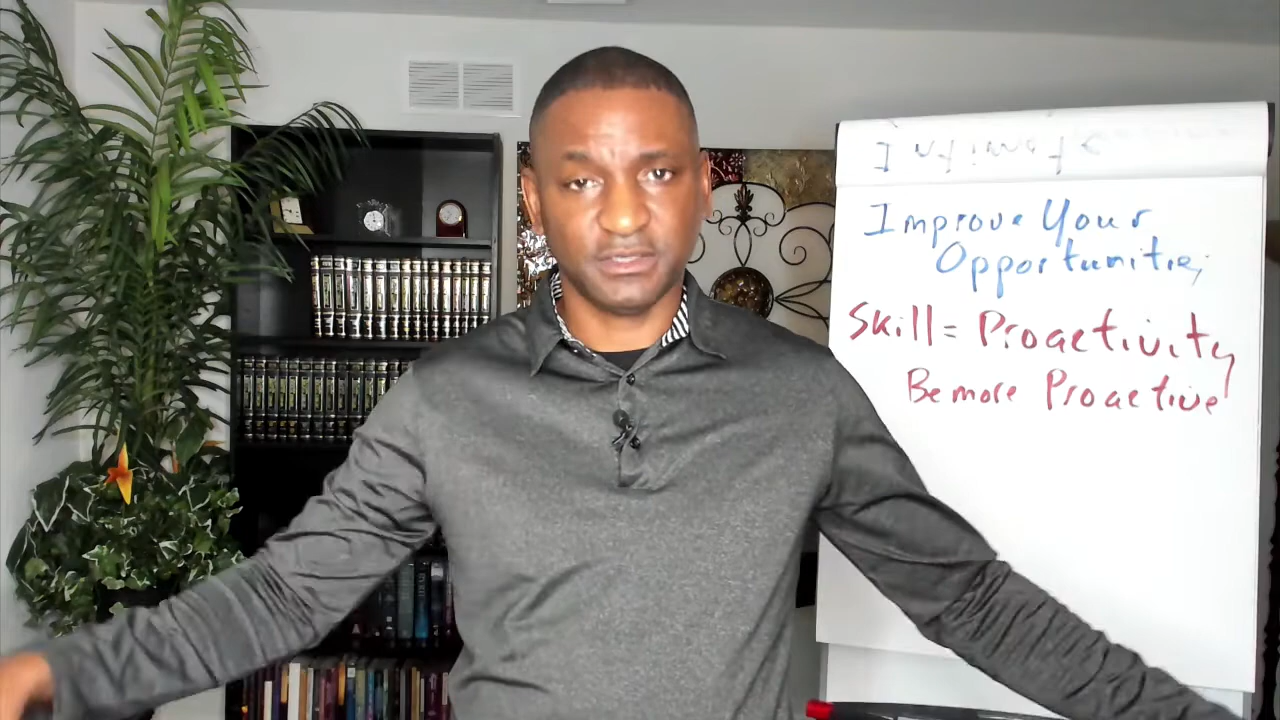 Improve Your
Opportunities
Skill = Proactivity
Be more Proactive